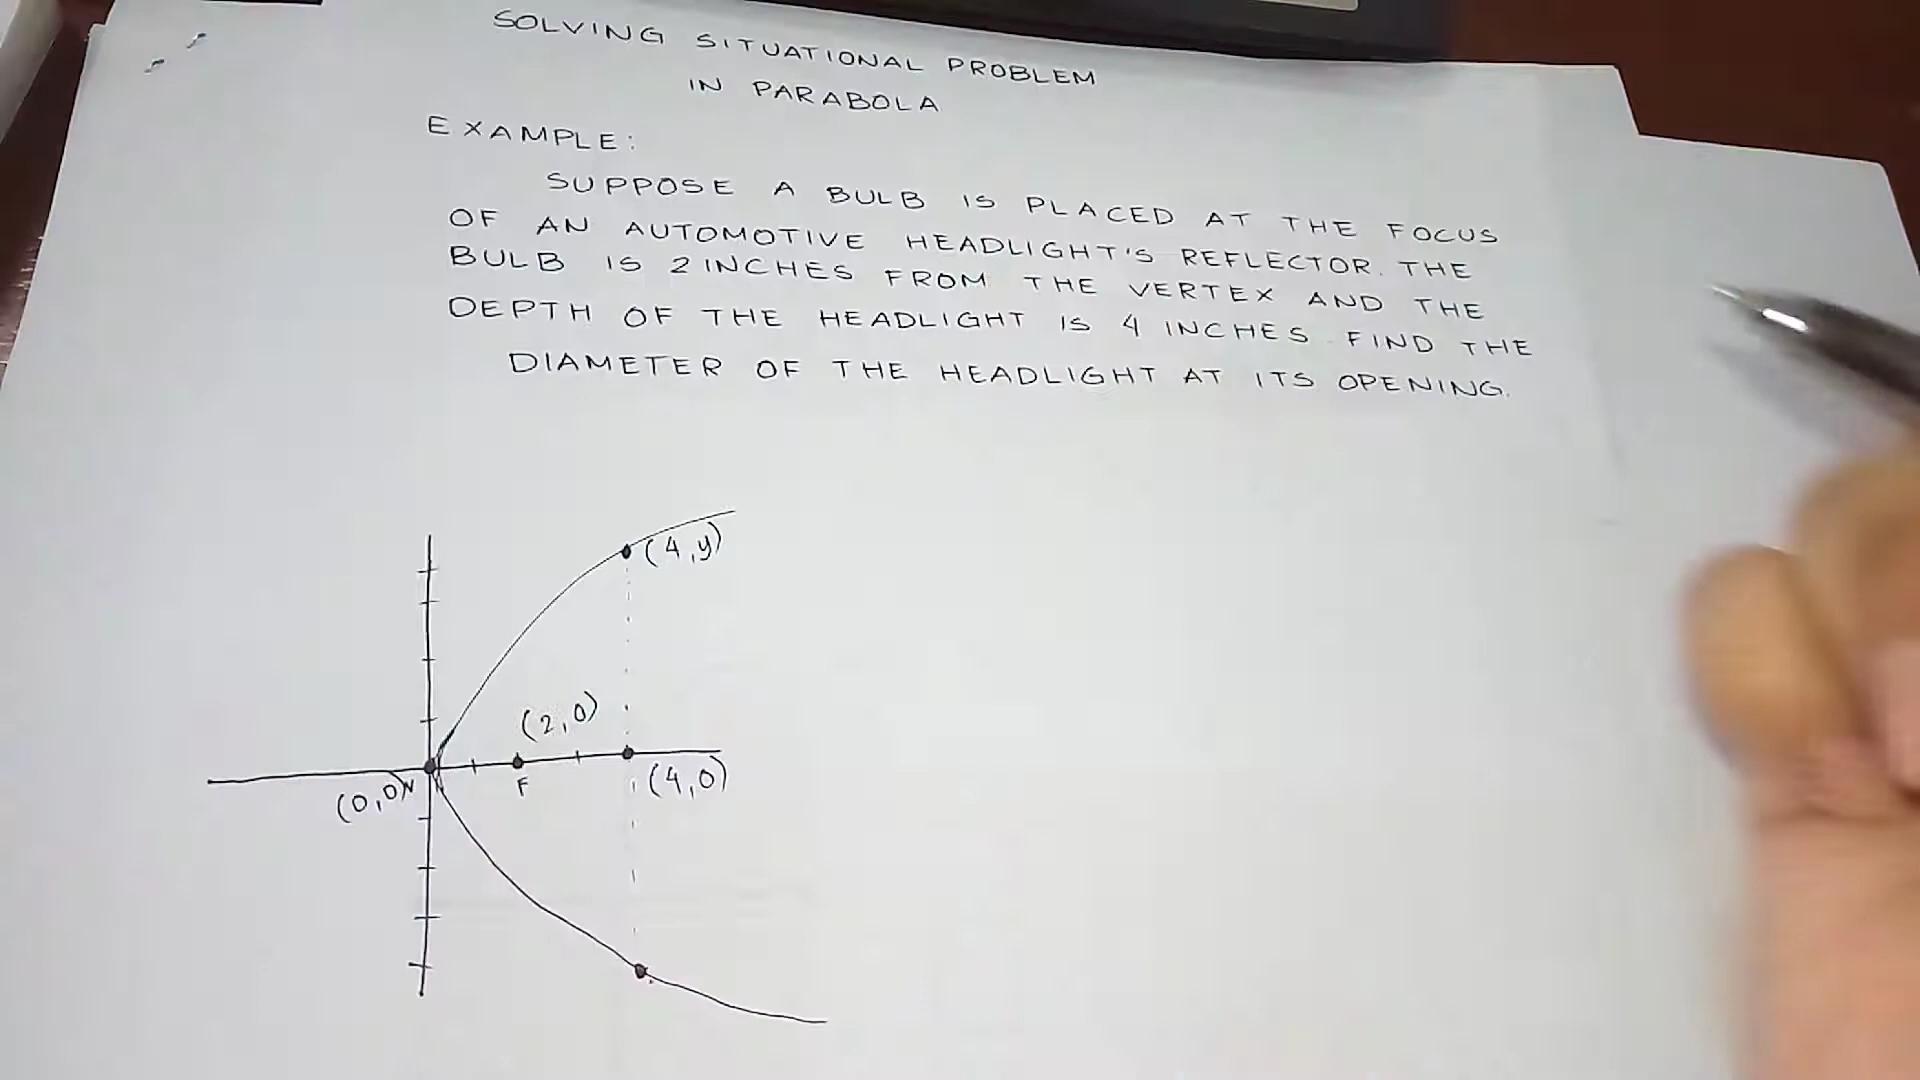 SOLVING SITUATIONAL PROBLEM
IN PARABOLA
EXAMPLE:
SUPPOSE A BULB IS PLACED AT THE FOCUS
OF AN AUTOMOTIVE HEADLIGHT'S REFLECTOR. THE
BULB IS 2 INCHES FROM THE VERTEX AND THE
DEPTH OF THE HEADLIGHT IS 4 INCHES. FIND THE
DIAMETER OF THE HEADLIGHT AT ITS OPENING.
(4,y)
(2,0)
(0,0)V
F
(4,0)